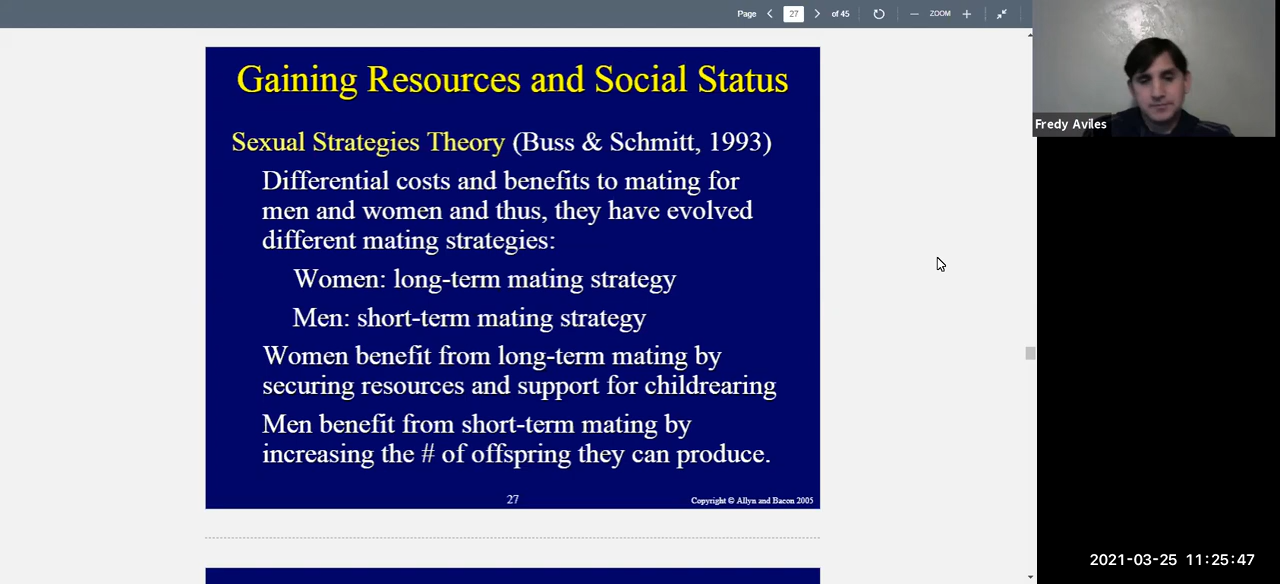 Page 27 of 45 ZOOM
Fredy Aviles
Gaining Resources and Social Status
Sexual Strategies Theory (Buss & Schmitt, 1993)
Differential costs and benefits to mating for
men and women and thus, they have evolved
different mating strategies:
Women: long-term mating strategy
Men: short-term mating strategy
Women benefit from long-term mating by
securing resources and support for childrearing
Men benefit from short-term mating by
increasing the # of offspring they can produce.
27
Copyright © Allyn and Bacon 2005
2021-03-25 11:25:47